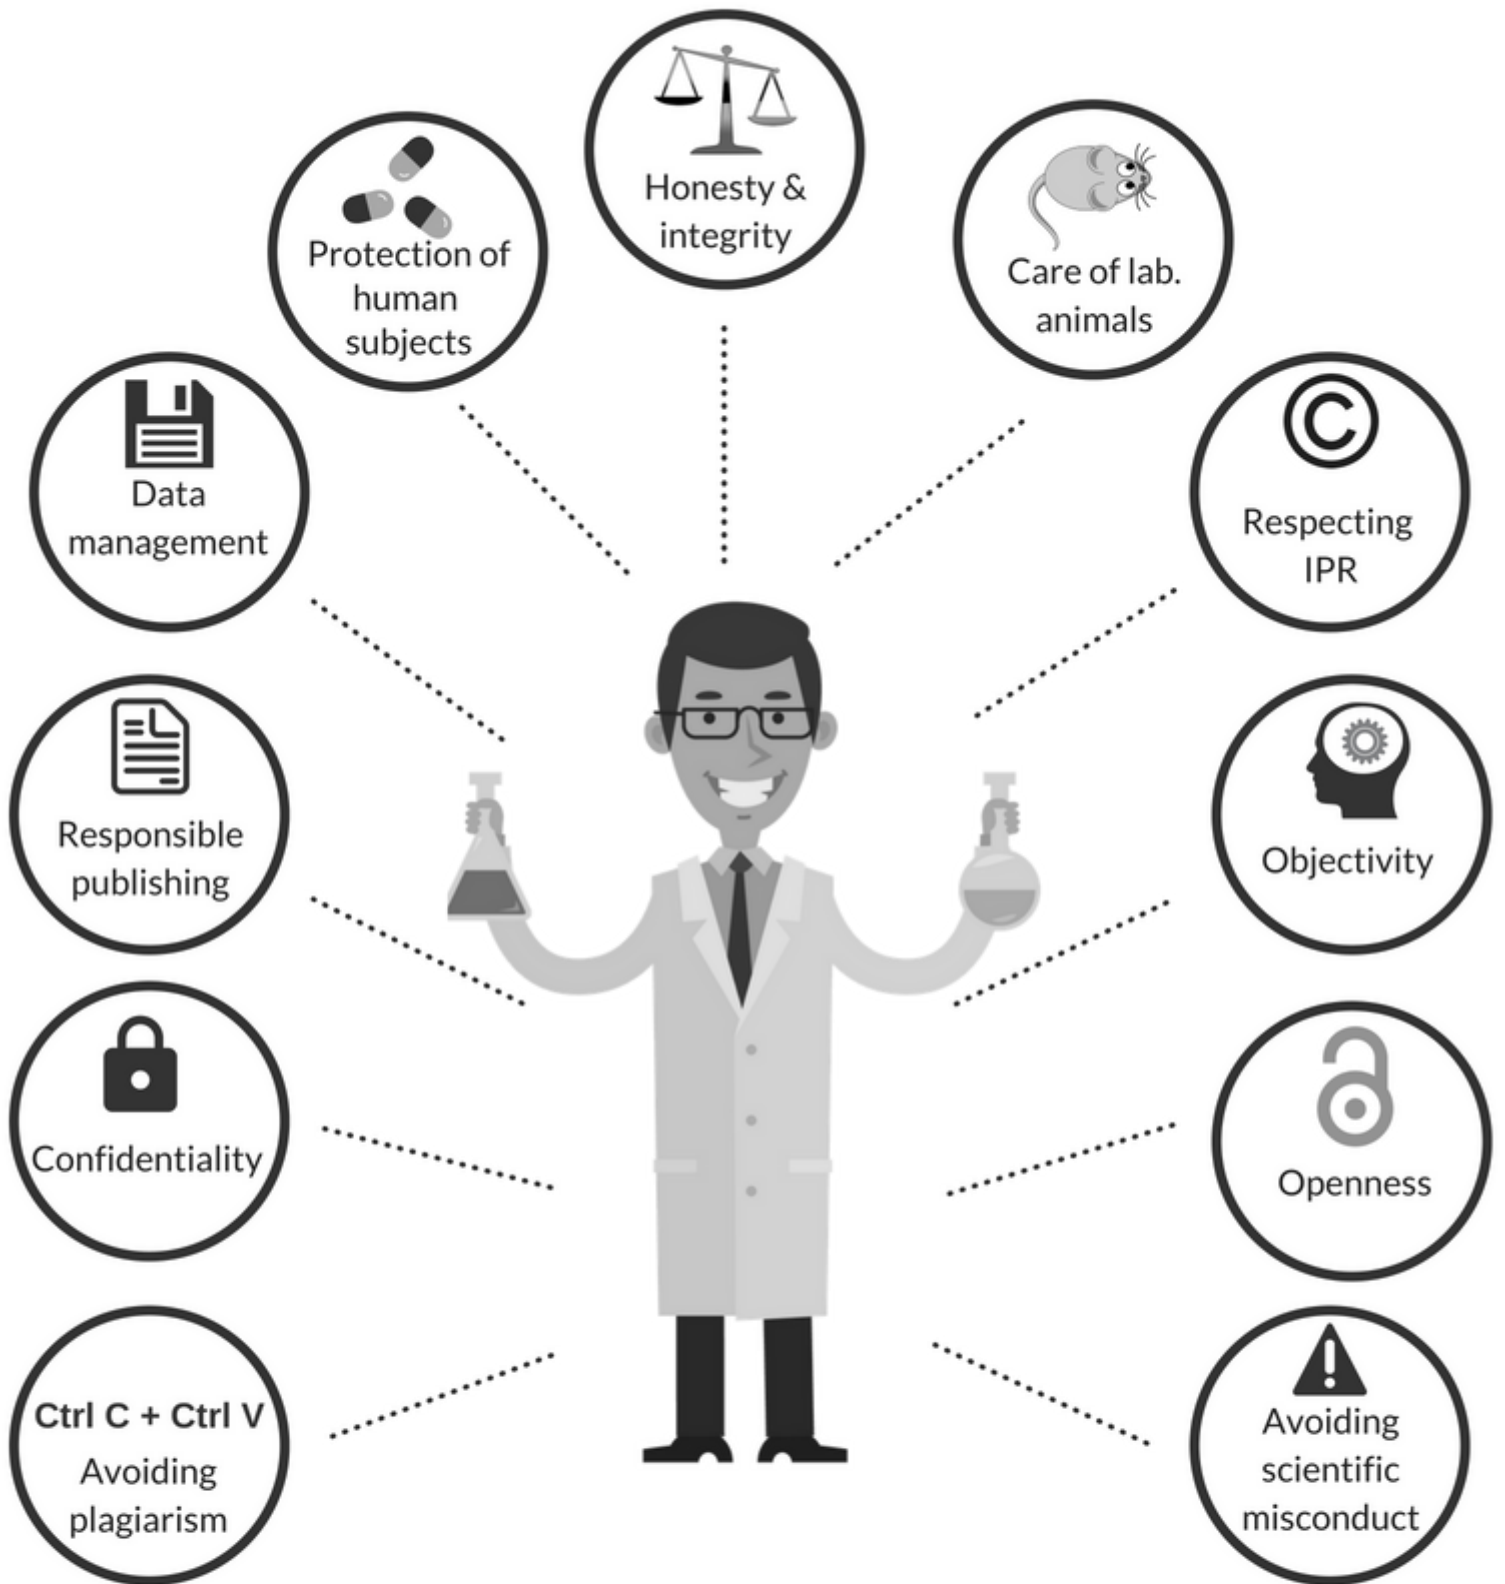 Honesty &
integrity
Protection of
human
subjects
Care of lab.
animals
Data
management
Respecting
IPR
Responsible
publishing
Objectivity
Confidentiality
Openness
Ctrl C + Ctrl V
Avoiding
plagiarism
Avoiding
scientific
misconduct